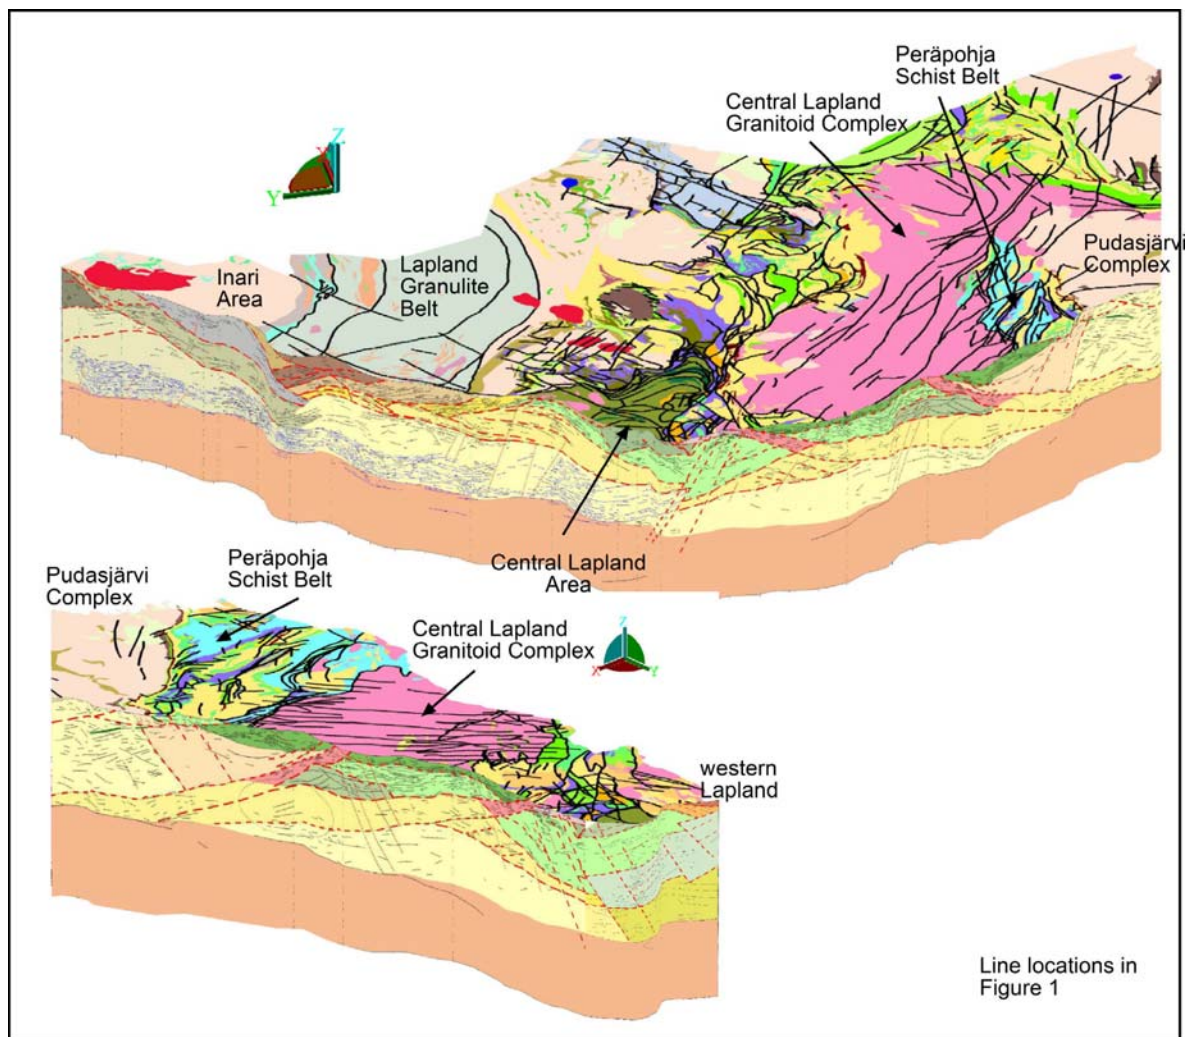 Peräpohja
Schist Belt
Central Lapland
Granitoid Complex
Z
X
Y
Pudasjärvi
Complex
Inari
Area
Lapland
Granulite
Belt
Central Lapland
Area
Pudasjärvi
Complex
Peräpohja
Schist Belt
Central Lapland
Granitoid Complex
Z
X
Y
western
Lapland
Line locations in
Figure 1